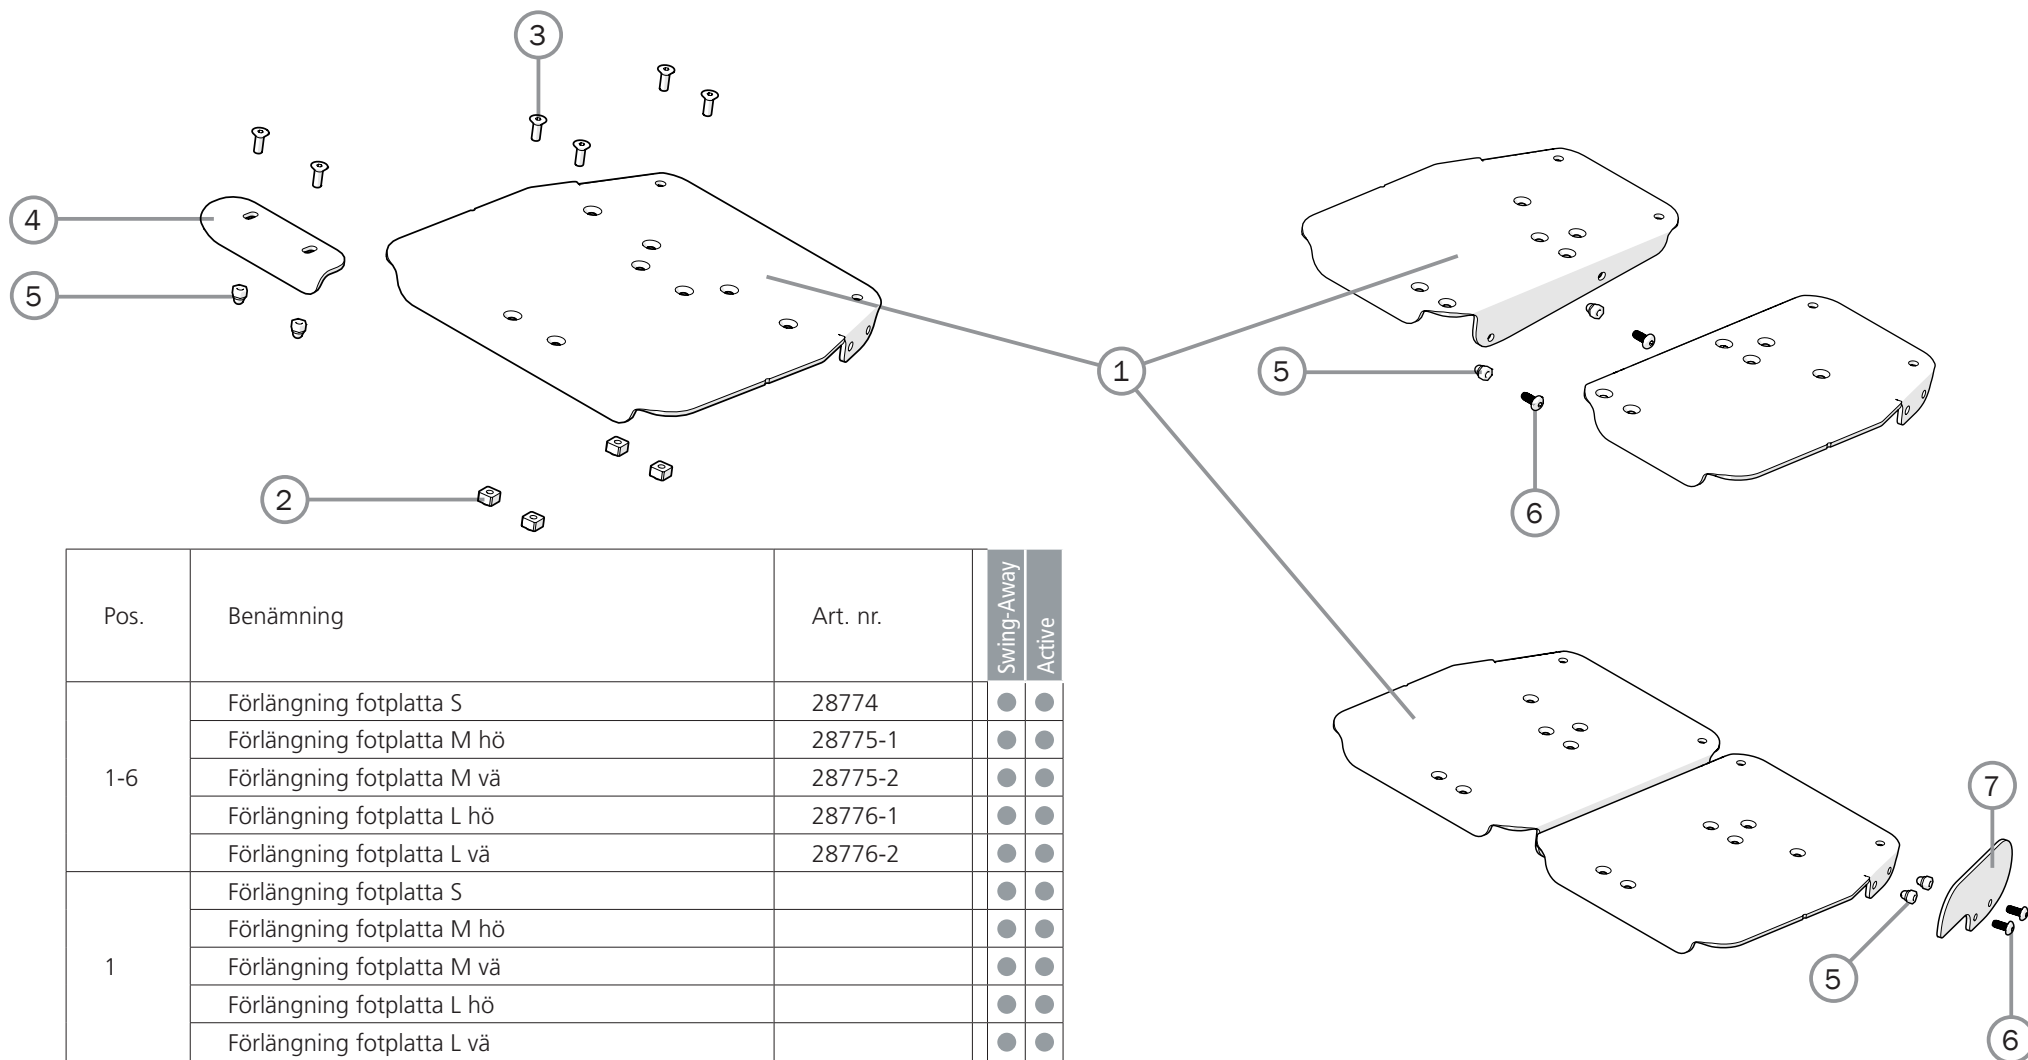 3
4
5
1
5
2
6
7
5
6
Pos. Benämning Art. nr. Swing-Away Active
Förlängning fotplatta S 28774
Förlängning fotplatta M hö 28775-1
1-6 Förlängning fotplatta M vä 28775-2
Förlängning fotplatta L hö 28776-1
Förlängning fotplatta L vä 28776-2
Förlängning fotplatta S
Förlängning fotplatta M hö
1 Förlängning fotplatta M vä
Förlängning fotplatta L hö
Förlängning fotplatta L vä